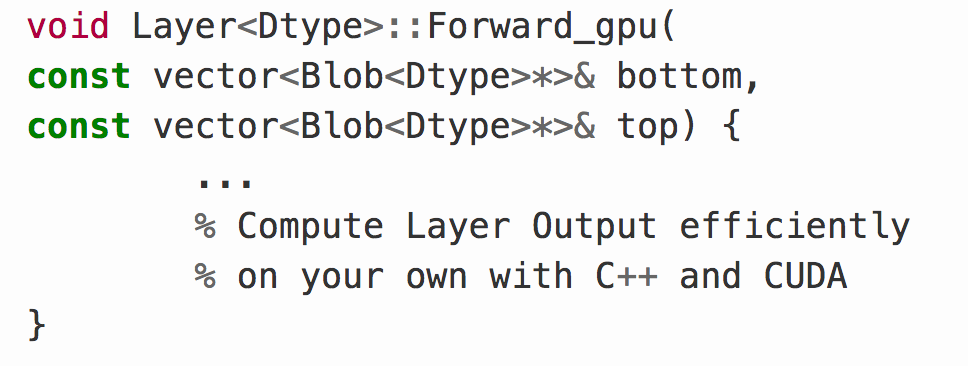 void Layer<Dtype>::Forward_gpu(
const vector<Blob<Dtype>*>& bottom,
const vector<Blob<Dtype>*>& top) {
...
% Compute Layer Output efficiently
% on your own with C++ and CUDA
}